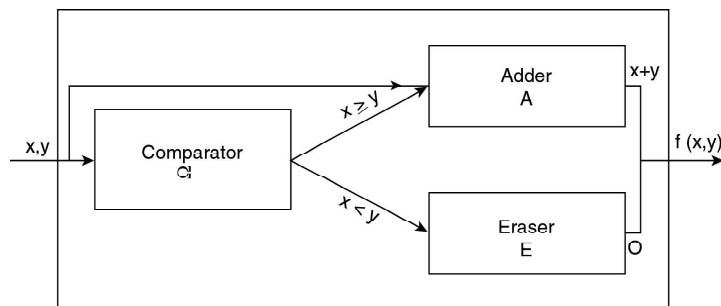 x,y
Comparator
x ≥ y
x < y
Adder
A
x+y
Eraser
E
O
f (x,y)